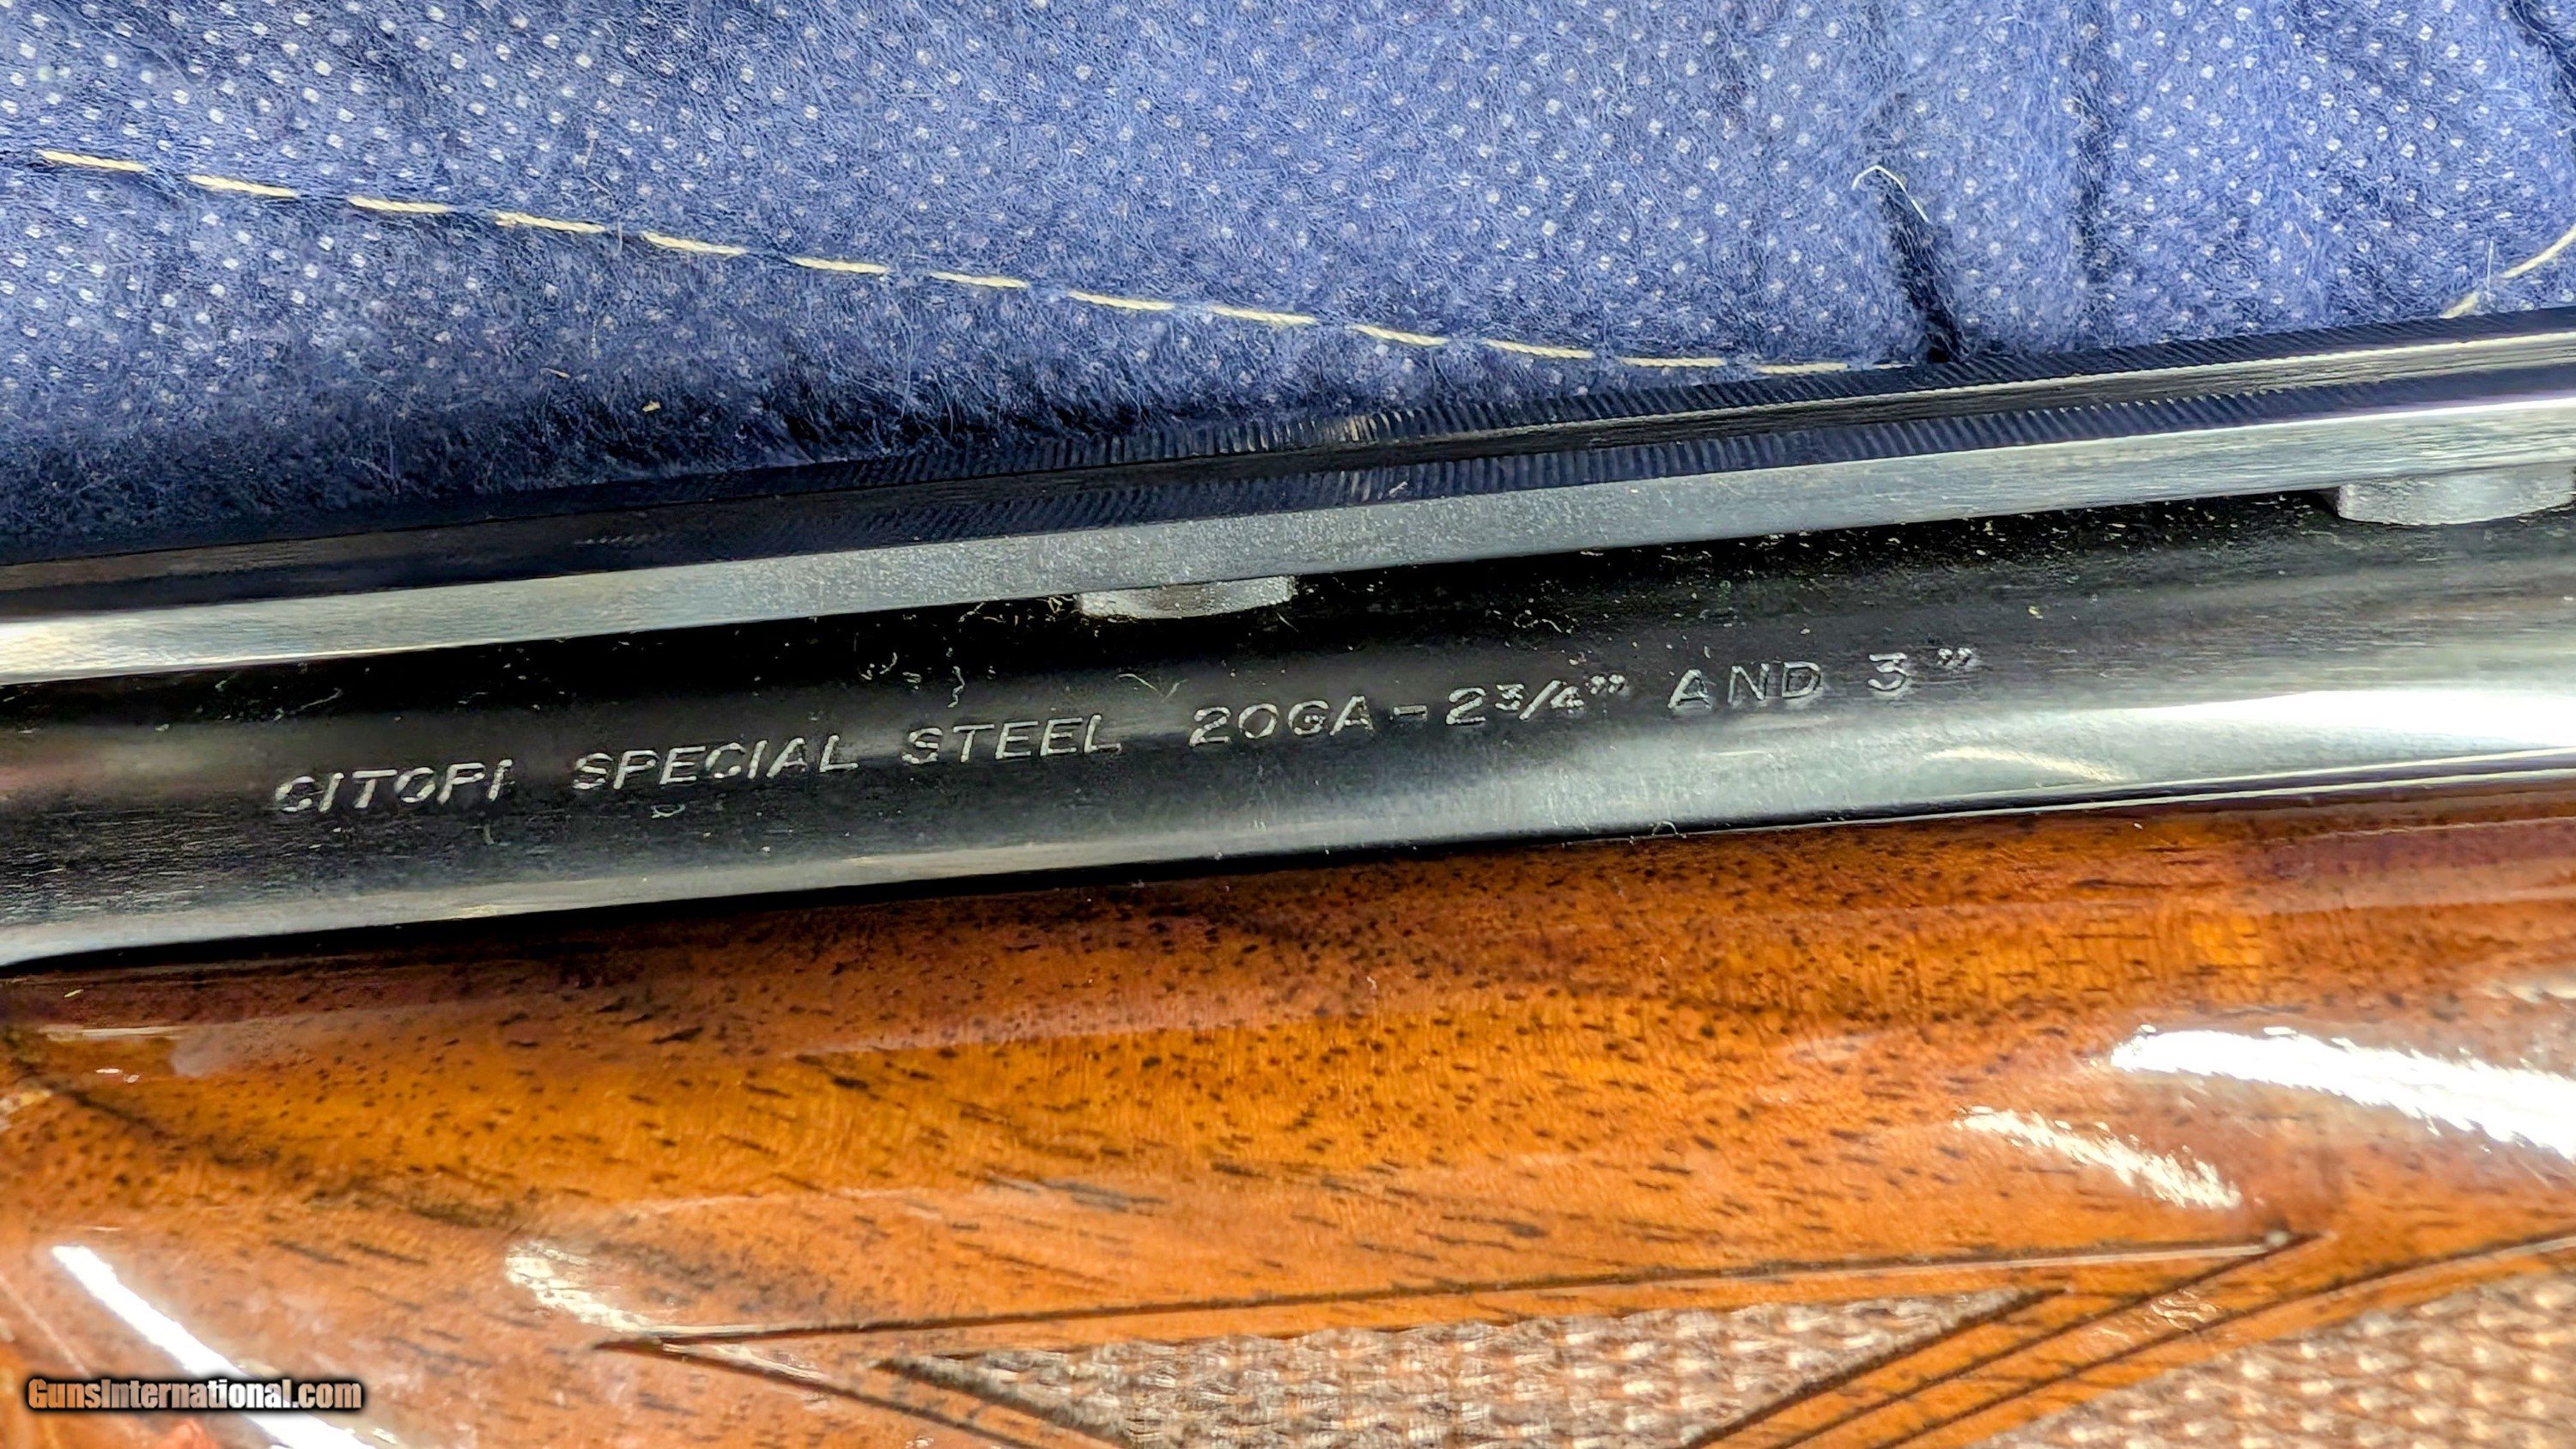 CITORI SPECIAL STEEL 20GA-2¾" AND 3"
GunsInternational.com